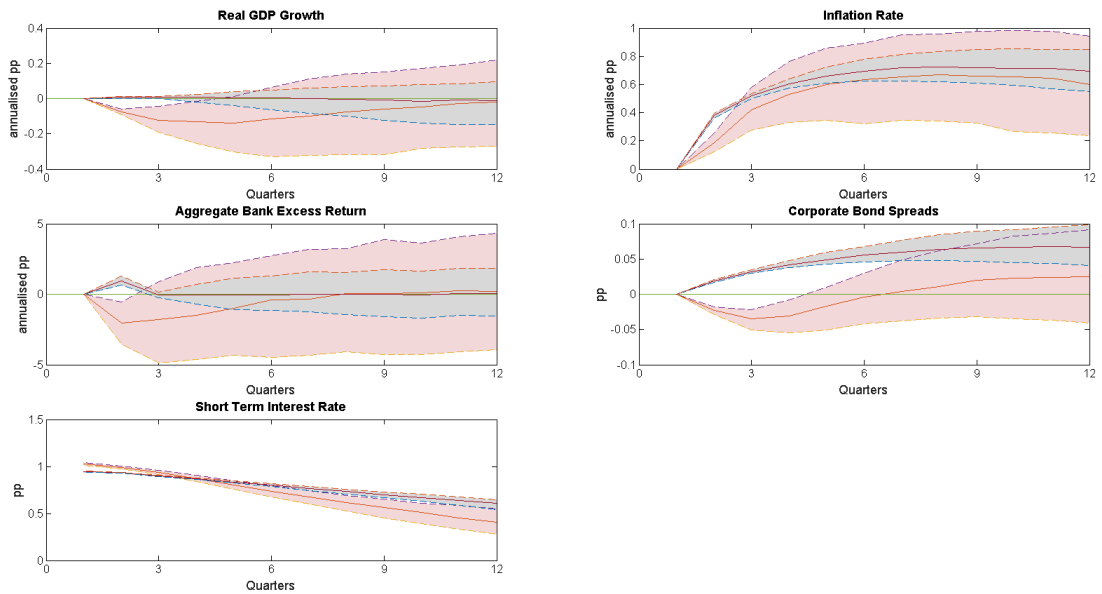 Real GDP Growth
0.4
0.2
0
-0.2
-0.4
annualised pp
0 3 6 9 12
Quarters
Inflation Rate
1
0.8
0.6
0.4
0.2
0
annualised pp
0 3 6 9 12
Quarters
Aggregate Bank Excess Return
5
0
-5
annualised pp
0 3 6 9 12
Quarters
Corporate Bond Spreads
0.1
0.05
0
-0.05
-0.1
pp
0 3 6 9 12
Quarters
Short Term Interest Rate
1.5
1
0.5
0
pp
0 3 6 9 12
Quarters